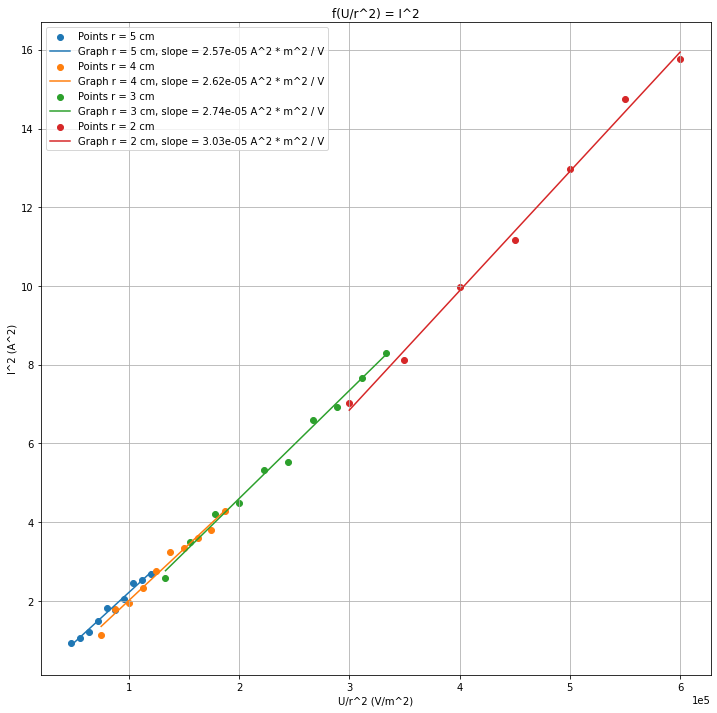 f(U/r^2) = I^2
Points r = 5 cm
Graph r = 5 cm, slope = 2.57e-05 A^2 * m^2 / V
Points r = 4 cm
Graph r = 4 cm, slope = 2.62e-05 A^2 * m^2 / V
Points r = 3 cm
Graph r = 3 cm, slope = 2.74e-05 A^2 * m^2 / V
Points r = 2 cm
Graph r = 2 cm, slope = 3.03e-05 A^2 * m^2 / V
16
14
12
10
8
6
4
2
I^2 (A^2)
1 2 3 4 5 6
1e5
U/r^2 (V/m^2)